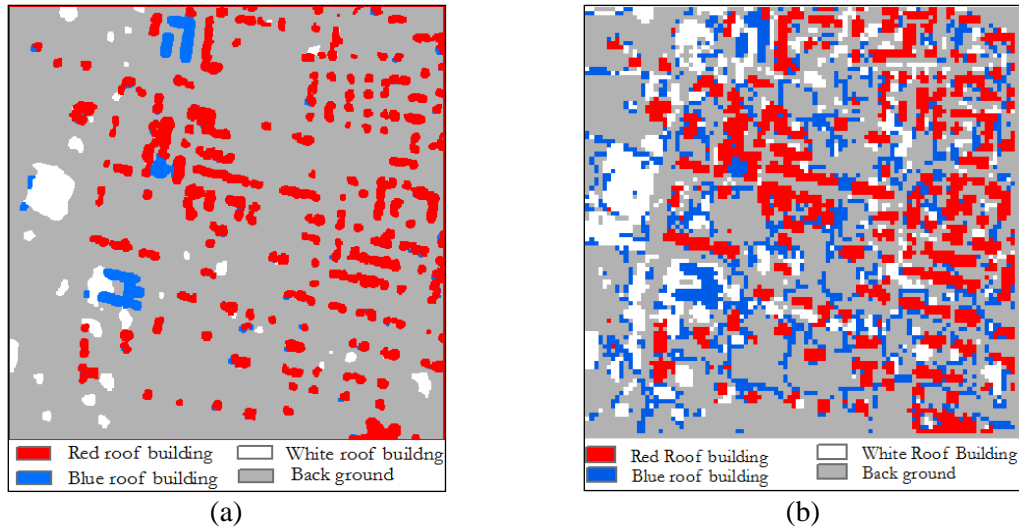 Red roof building
White roof buildng
Blue roof building
Back ground
(a)
Red Roof building
White Roof Building
Blue roof building
Back ground
(b)